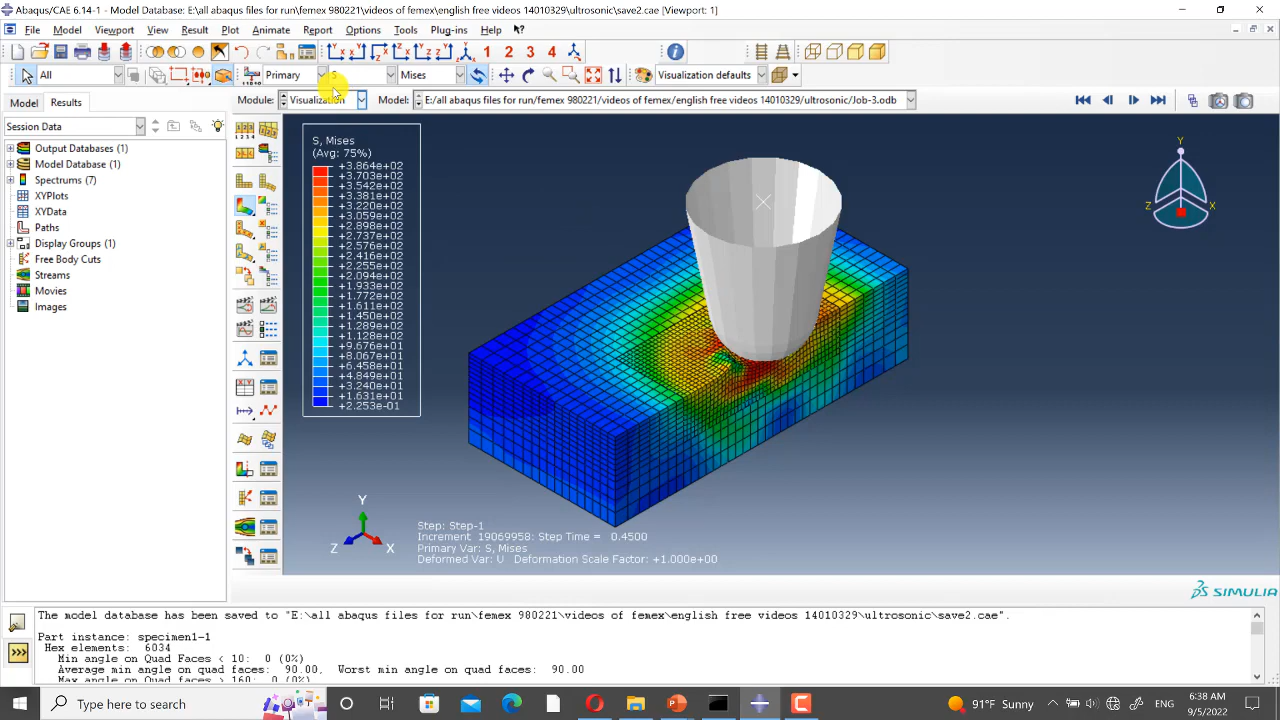 Abaqus/CAE 6.14-1 - Model Database: E:\all abaqus files for run\femex 980221\videos of femex\english free videos 14010329\ultrosonic\save2.cae [Viewport: 1]
File Model Viewport View Result Plot Animate Report Options Tools Plug-ins Help
1 2 3 4
All Primary S Mises Visualization defaults
Model Results Module: Visualization Model: E:/all abaqus files for run/femex 980221/videos of femex/english free videos 14010329/ultrosonic/Job-3.odb
Session Data
Output Databases (1)
Model Database (1)
Spectrums (7)
XYPlots
XYData
Paths
Display Groups (1)
Free Body Cuts
Streams
Movies
Images
S, Mises
(Avg: 75%)
+3.864e+02
+3.703e+02
+3.542e+02
+3.381e+02
+3.220e+02
+3.059e+02
+2.898e+02
+2.737e+02
+2.576e+02
+2.416e+02
+2.255e+02
+2.094e+02
+1.933e+02
+1.772e+02
+1.611e+02
+1.450e+02
+1.289e+02
+1.128e+02
+9.676e+01
+8.067e+01
+6.458e+01
+4.849e+01
+3.240e+01
+1.631e+01
+2.253e-01
Y
Z X
Y
Z X
Step: Step-1
Increment 19069958: Step Time = 0.4500
Primary Var: S, Mises
Deformed Var: U Deformation Scale Factor: +1.000e+00
SIMULIA
The model database has been saved to "E:\all abaqus files for run\femex 980221\videos of femex\english free videos 14010329\ultrosonic\save2.cae".
Part instance: specimen1-1
Hex elements: 6034
Min angle on Quad Faces < 10: 0 (0%)
Average min angle on quad faces: 90.00, Worst min angle on quad faces: 90.00
Max angle on Quad Faces > 160: 0 (0%)
Type here to search
91°F Sunny
ENG
6:38 AM
9/5/2022